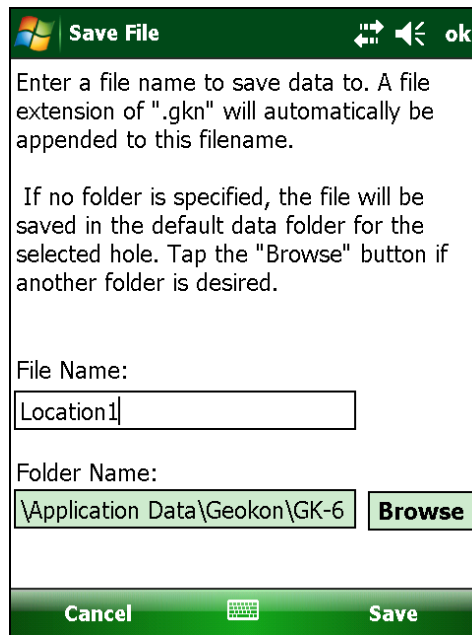 Save File
ok
Enter a file name to save data to. A file
extension of ".gkn" will automatically be
appended to this filename.
If no folder is specified, the file will be
saved in the default data folder for the
selected hole. Tap the "Browse" button if
another folder is desired.
File Name:
Location1
Folder Name:
\Application Data\Geokon\GK-6
Browse
Cancel
Save